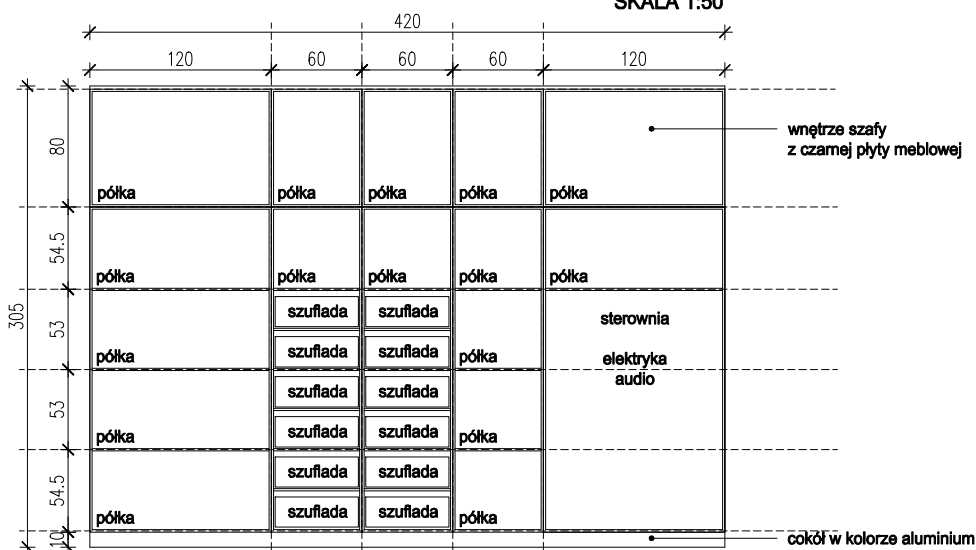 SKALA 1:50
420
120 60 60 60 120
305
80
54.5
53
53
54.5
10
wnętrze szafy
z czarnej płyty meblowej
półka półka półka półka półka
półka półka półka półka półka
szuflada szuflada sterownia
szuflada szuflada
półka półka elektryka
audio
szuflada szuflada
szuflada szuflada
półka półka
szuflada szuflada
szuflada szuflada
półka półka
cokół w kolorze aluminium